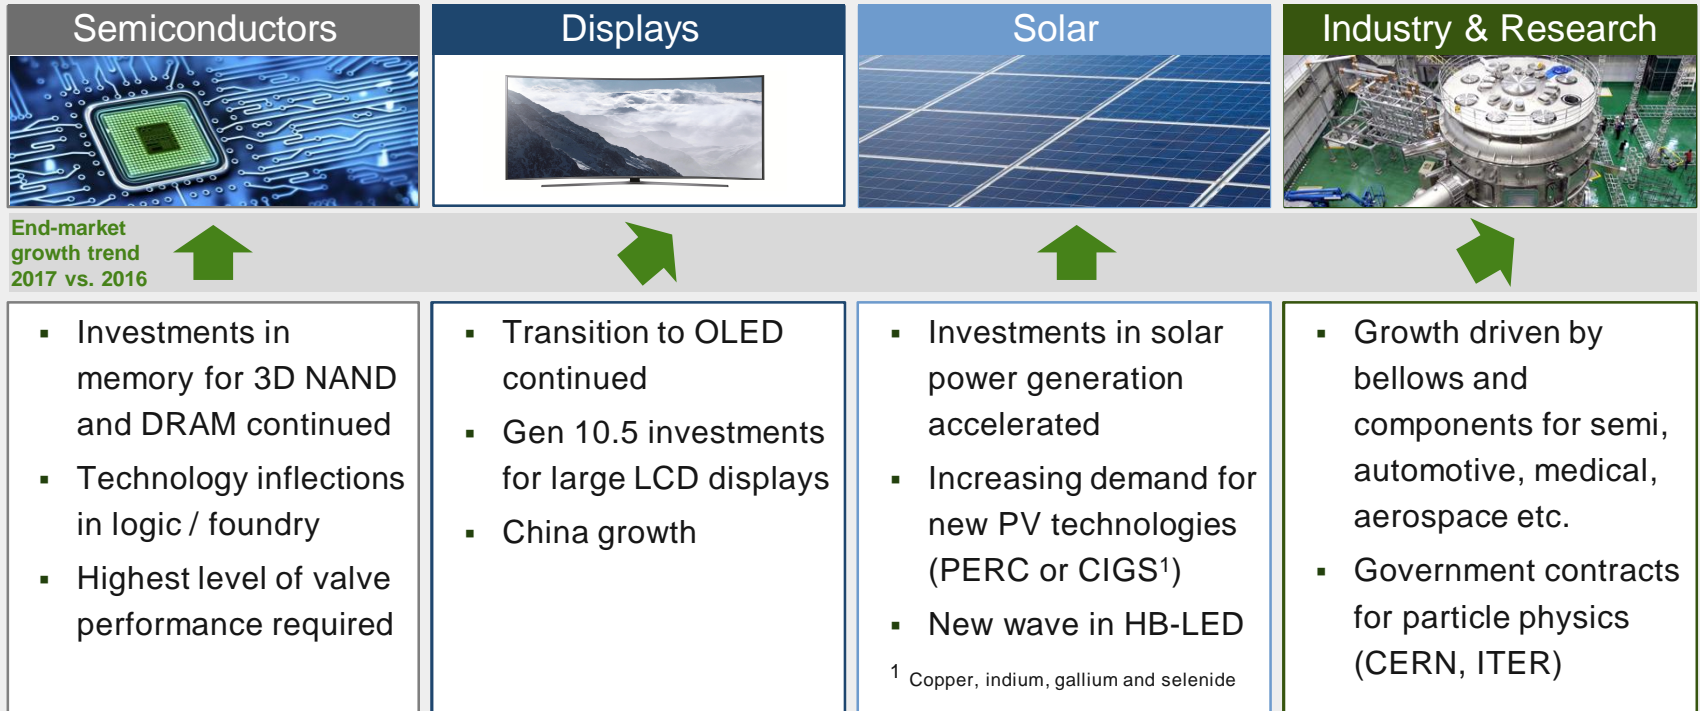 Semiconductors
Displays
Solar
Industry & Research
End-market
growth trend
2017 vs. 2016
▪ Investments in
memory for 3D NAND
and DRAM continued
▪ Technology inflections
in logic / foundry
▪ Highest level of valve
performance required
▪ Transition to OLED
continued
▪ Gen 10.5 investments
for large LCD displays
▪ China growth
▪ Investments in solar
power generation
accelerated
▪ Increasing demand for
new PV technologies
(PERC or CIGS¹)
▪ New wave in HB-LED
¹ Copper, indium, gallium and selenide
▪ Growth driven by
bellows and
components for semi,
automotive, medical,
aerospace etc.
▪ Government contracts
for particle physics
(CERN, ITER)